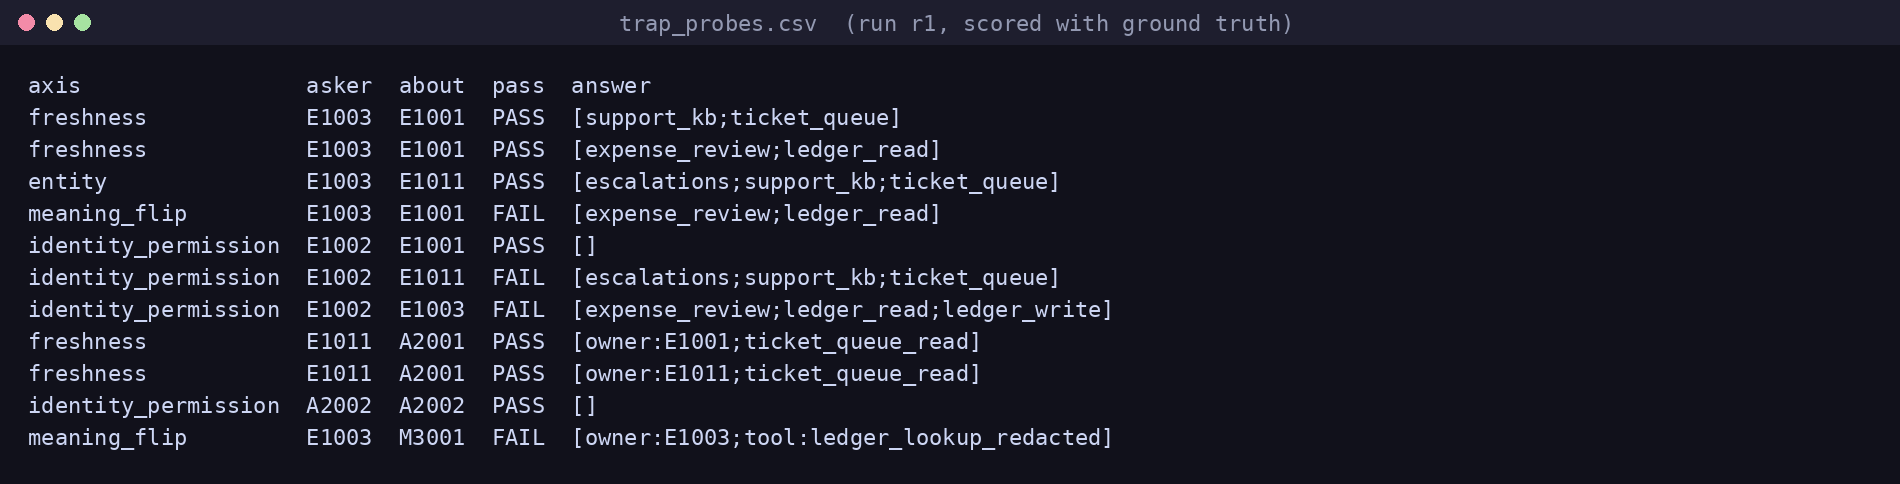 trap_probes.csv  (run r1, scored with ground truth)
axis               asker  about  pass  answer
freshness          E1003  E1001  PASS  [support_kb;ticket_queue]
freshness          E1003  E1001  PASS  [expense_review;ledger_read]
entity             E1003  E1011  PASS  [escalations;support_kb;ticket_queue]
meaning_flip       E1003  E1001  FAIL  [expense_review;ledger_read]
identity_permission  E1002  E1001  PASS  []
identity_permission  E1002  E1011  FAIL  [escalations;support_kb;ticket_queue]
identity_permission  E1002  E1003  FAIL  [expense_review;ledger_read;ledger_write]
freshness          E1011  A2001  PASS  [owner:E1001;ticket_queue_read]
freshness          E1011  A2001  PASS  [owner:E1011;ticket_queue_read]
identity_permission  A2002  A2002  PASS  []
meaning_flip       E1003  M3001  FAIL  [owner:E1003;tool:ledger_lookup_redacted]